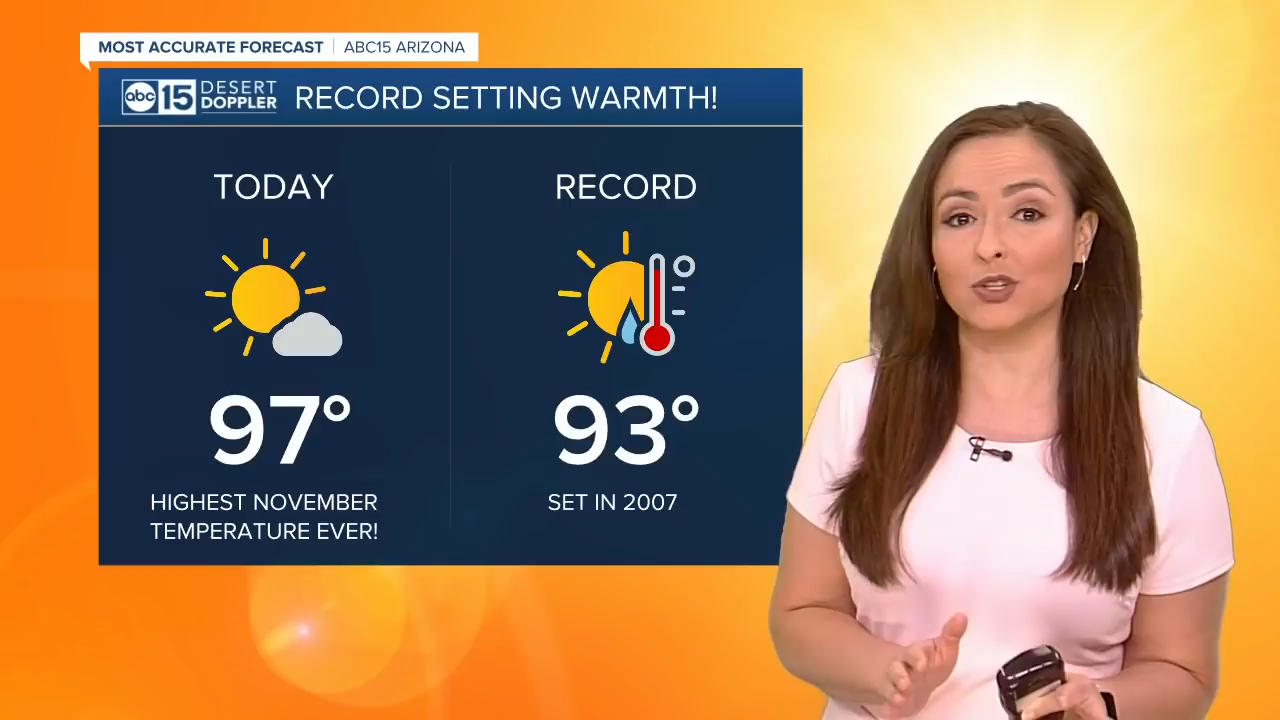 MOST ACCURATE FORECAST | ABC15 ARIZONA
abc 15 DESERT DOPPLER RECORD SETTING WARMTH!
TODAY
97°
HIGHEST NOVEMBER
TEMPERATURE EVER!
RECORD
93°
SET IN 2007